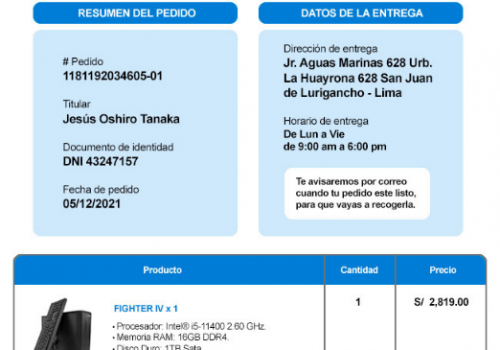 RESUMEN DEL PEDIDO
# Pedido
1181192034605-01
Titular
Jesús Oshiro Tanaka
Documento de identidad
DNI 43247157
Fecha de pedido
05/12/2021
DATOS DE LA ENTREGA
Dirección de entrega
Jr. Aguas Marinas 628 Urb.
La Huayrona 628 San Juan
de Lurigancho - Lima
Horario de entrega
De Lun a Vie
de 9:00 am a 6:00 pm
Te avisaremos por correo
cuando tu pedido este listo,
para que vayas a recogerla.
Producto Cantidad Precio
FIGHTER IV x 1 1 S/ 2,819.00
• Procesador: Intel® i5-11400 2.60 GHz.
• Memoria RAM: 16GB DDR4.
• Disco Duro: 1TB Sata